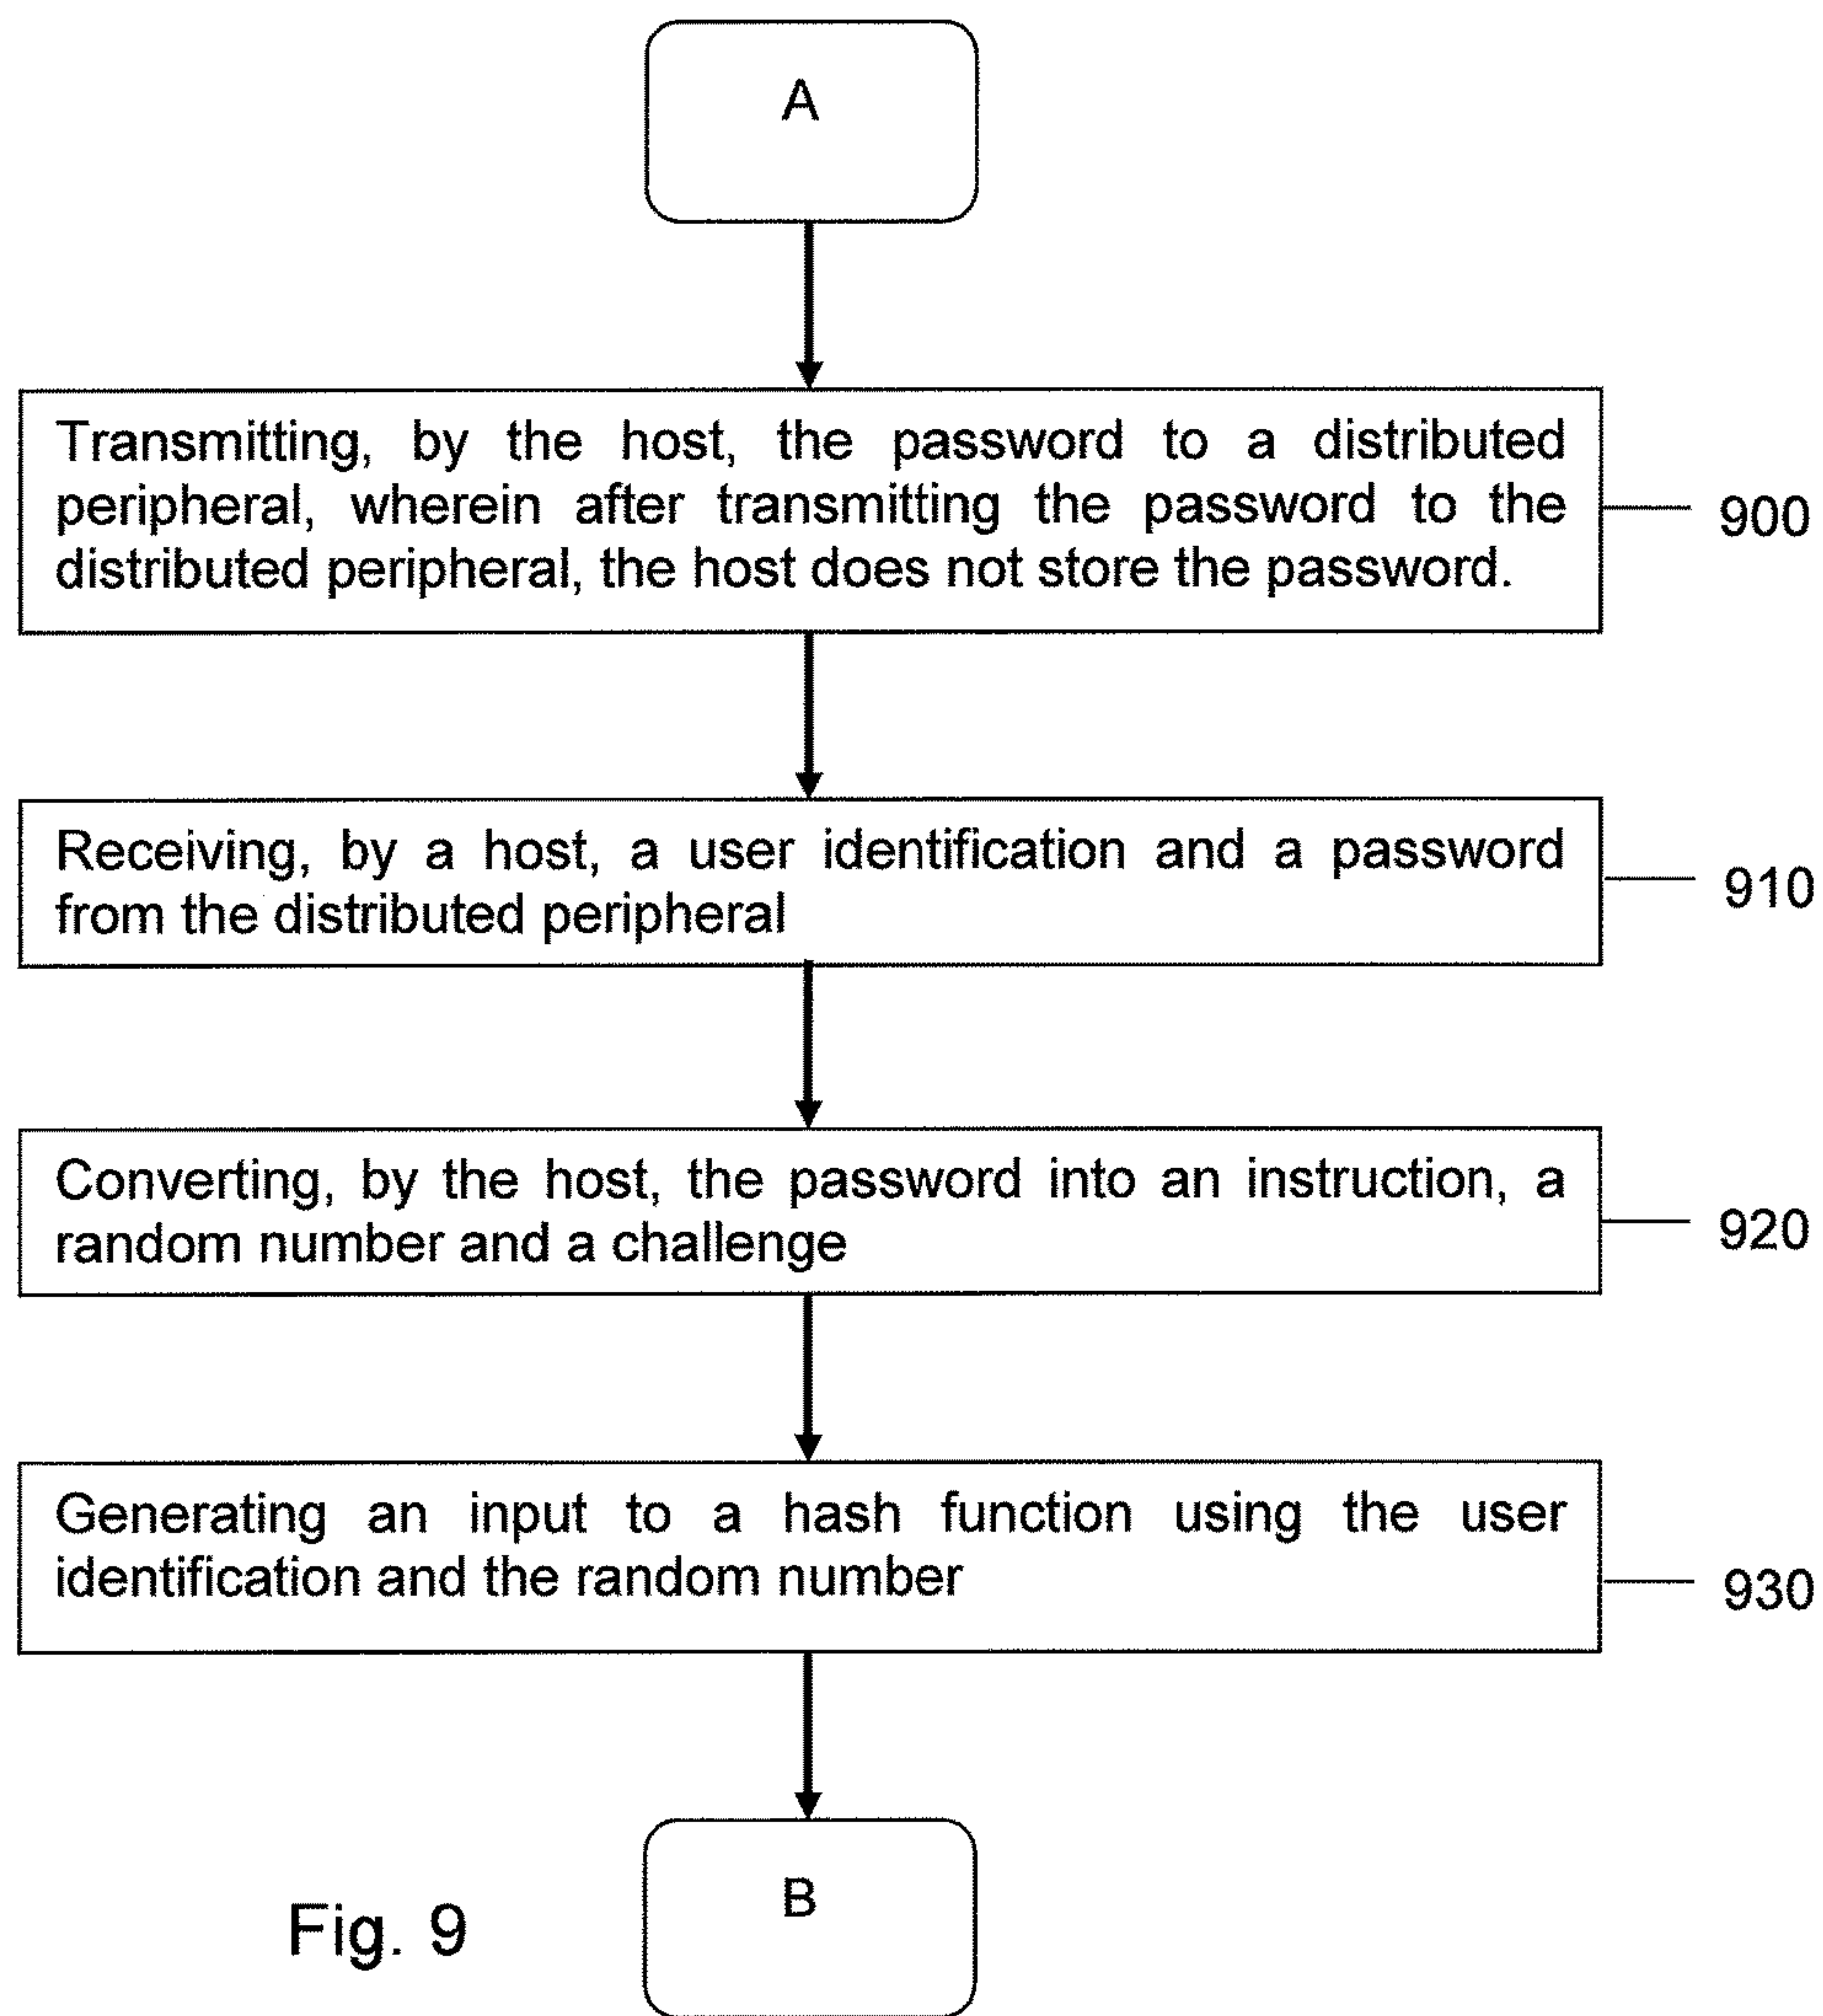 A
Transmitting, by the host, the password to a distributed
peripheral, wherein after transmitting the password to the
distributed peripheral, the host does not store the password.
900
Receiving, by a host, a user identification and a password
from the distributed peripheral
910
Converting, by the host, the password into an instruction, a
random number and a challenge
920
Generating an input to a hash function using the user
identification and the random number
930
B
Fig. 9